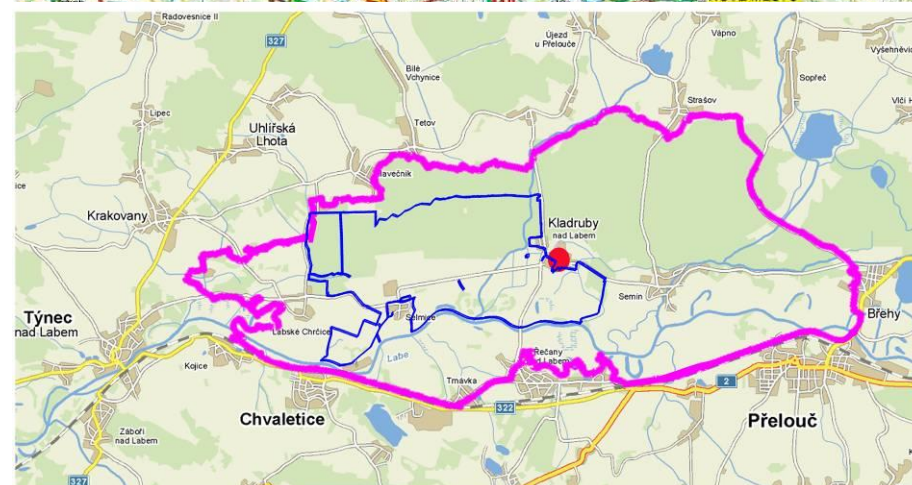 Radovesnice II
327
Újezd
u Přelouče
Vápno
Bílé
Vchynice
Sopřeč
Lipec
Strašov
Vlčí H
Tetov
Uhlířská
Lhota
Krakovany
Kladruby
nad Labem
Týnec
nad Labem
Labské Chrčice
Selmice
Semín
Břehy
Labe
Kojice
Řečany
nad Labem
Trnávka
2
322
Chvaletice
Přelouč
Záboří
nad Labem
327